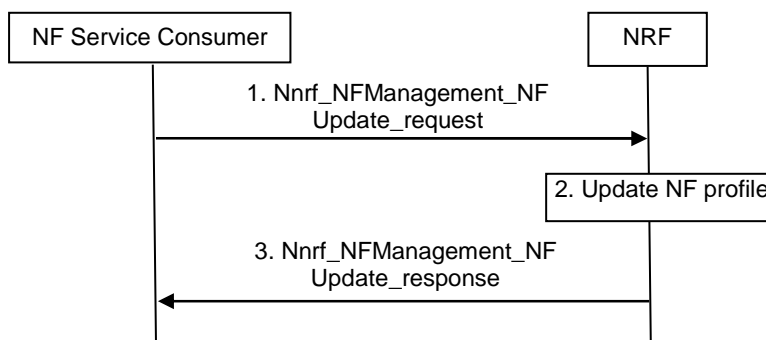 NF Service Consumer
NRF
1. Nnrf_NFManagement_NF
Update_request
2. Update NF profile
3. Nnrf_NFManagement_NF
Update_response